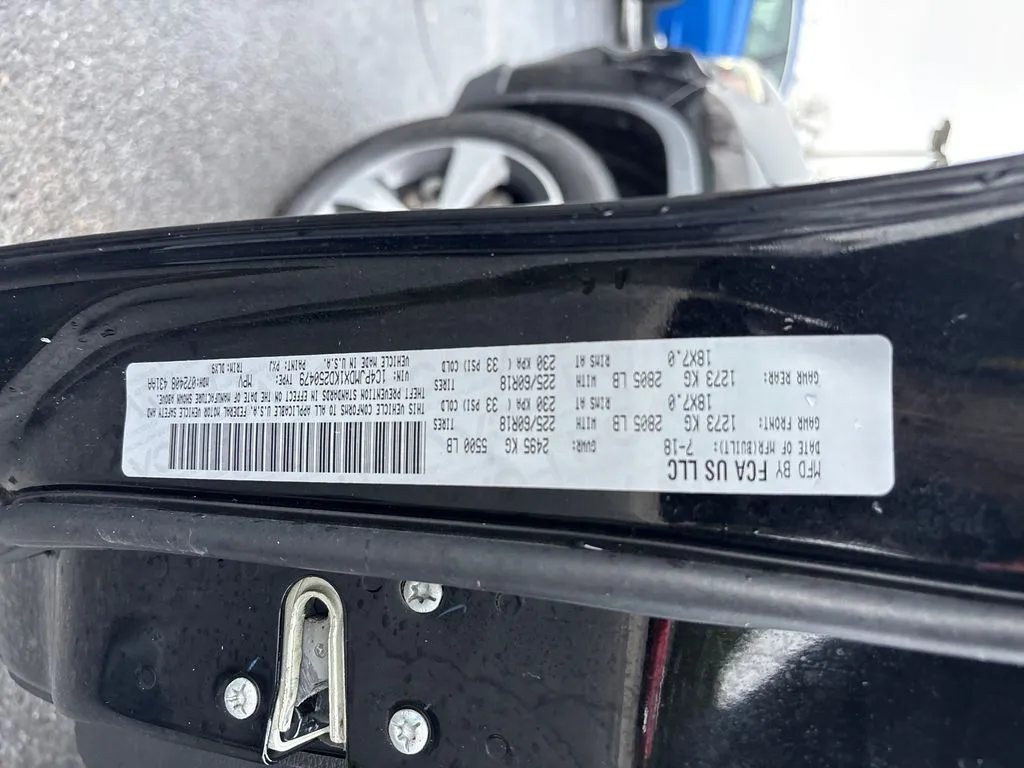 MFD BY FCA US LLC
DATE OF MFR(BUILT): 7-18 GVWR: 2495 KG 5500 LB
GAWR FRONT: 1273 KG 2805 LB WITH 225/60R18 TIRES
18X7.0 RIMS AT 230 KPA ( 33 PSI) COLD
GAWR REAR: 1273 KG 2805 LB WITH 225/60R18 TIRES
18X7.0 RIMS AT 230 KPA ( 33 PSI) COLD
THIS VEHICLE CONFORMS TO ALL APPLICABLE U.S.A. FEDERAL MOTOR VEHICLE SAFETY AND
THEFT PREVENTION STANDARDS IN EFFECT ON THE DATE OF MANUFACTURE SHOWN ABOVE.
VIN: 1C4PJMDX1KD250479 TYPE: MPV MDH:072408 431AA
VEHICLE MADE IN U.S.A. PAINT: PXJ TRIM: DLX9